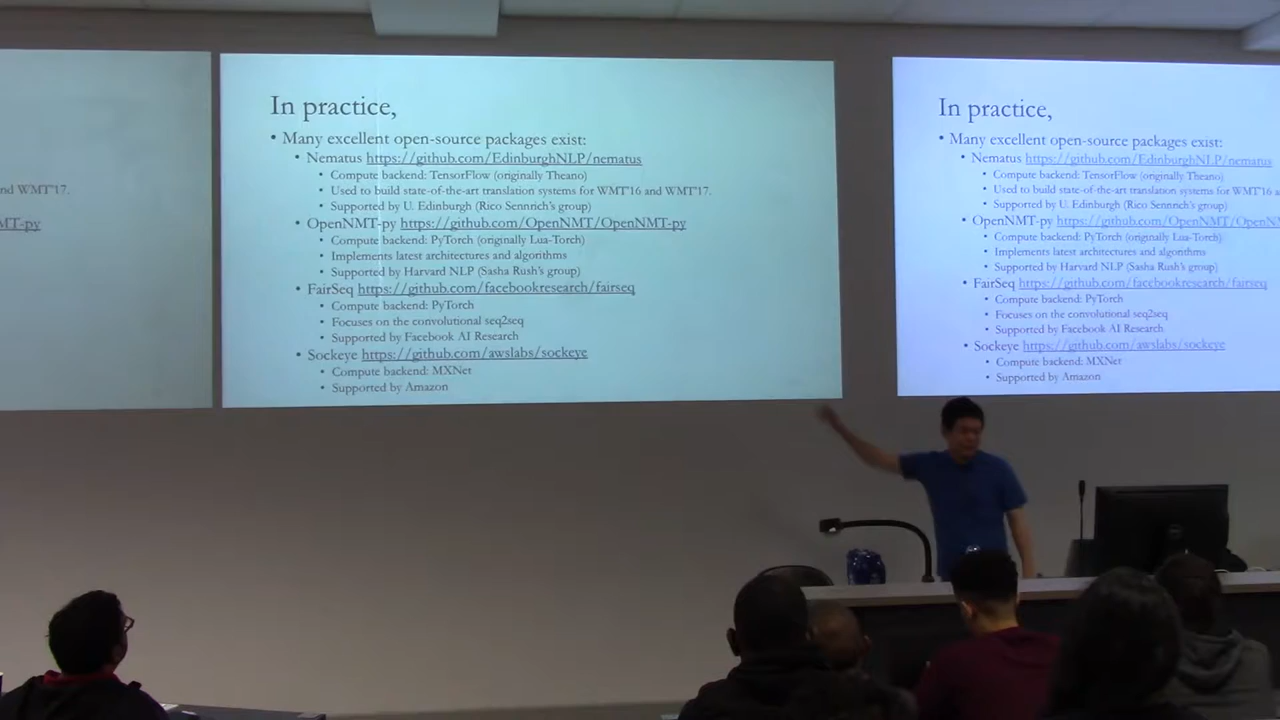 nd WMT'17.
MT-py
In practice,
• Many excellent open-source packages exist:
• Nematus https://github.com/EdinburghNLP/nematus
• Compute backend: TensorFlow (originally Theano)
• Used to build state-of-the-art translation systems for WMT'16 and WMT'17.
• Supported by U. Edinburgh (Rico Sennrich's group)
• OpenNMT-py https://github.com/OpenNMT/OpenNMT-py
• Compute backend: PyTorch (originally Lua-Torch)
• Implements latest architectures and algorithms
• Supported by Harvard NLP (Sasha Rush's group)
• FairSeq https://github.com/facebookresearch/fairseq
• Compute backend: PyTorch
• Focuses on the convolutional seq2seq
• Supported by Facebook AI Research
• Sockeye https://github.com/awslabs/sockeye
• Compute backend: MXNet
• Supported by Amazon
In practice,
• Many excellent open-source packages exist:
• Nematus https://github.com/EdinburghNLP/nematus
• Compute backend: TensorFlow (originally Theano)
• Used to build state-of-the-art translation systems for WMT'16 a
• Supported by U. Edinburgh (Rico Sennrich's group)
• OpenNMT-py https://github.com/OpenNMT/OpenN
• Compute backend: PyTorch (originally Lua-Torch)
• Implements latest architectures and algorithms
• Supported by Harvard NLP (Sasha Rush's group)
• FairSeq https://github.com/facebookresearch/fairseq
• Compute backend: PyTorch
• Focuses on the convolutional seq2seq
• Supported by Facebook AI Research
• Sockeye https://github.com/awslabs/sockeye
• Compute backend: MXNet
• Supported by Amazon